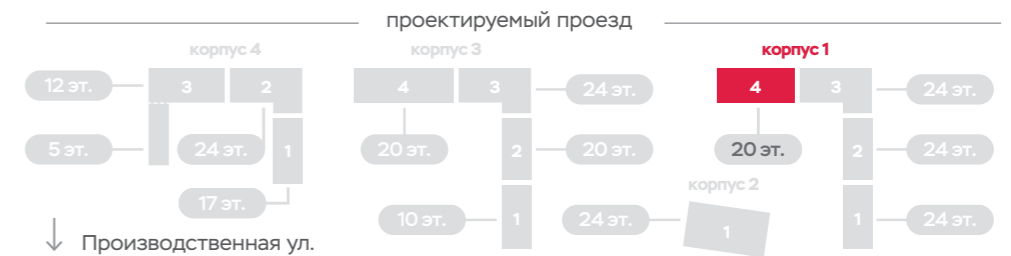 проектируемый проезд
корпус 4
корпус 3
корпус 1
12 эт.
3
2
4
3
24 эт.
4
3
24 эт.
5 эт.
24 эт.
1
20 эт.
2
20 эт.
20 эт.
2
24 эт.
17 эт.
корпус 2
10 эт.
1
24 эт.
1
1
24 эт.
Производственная ул.